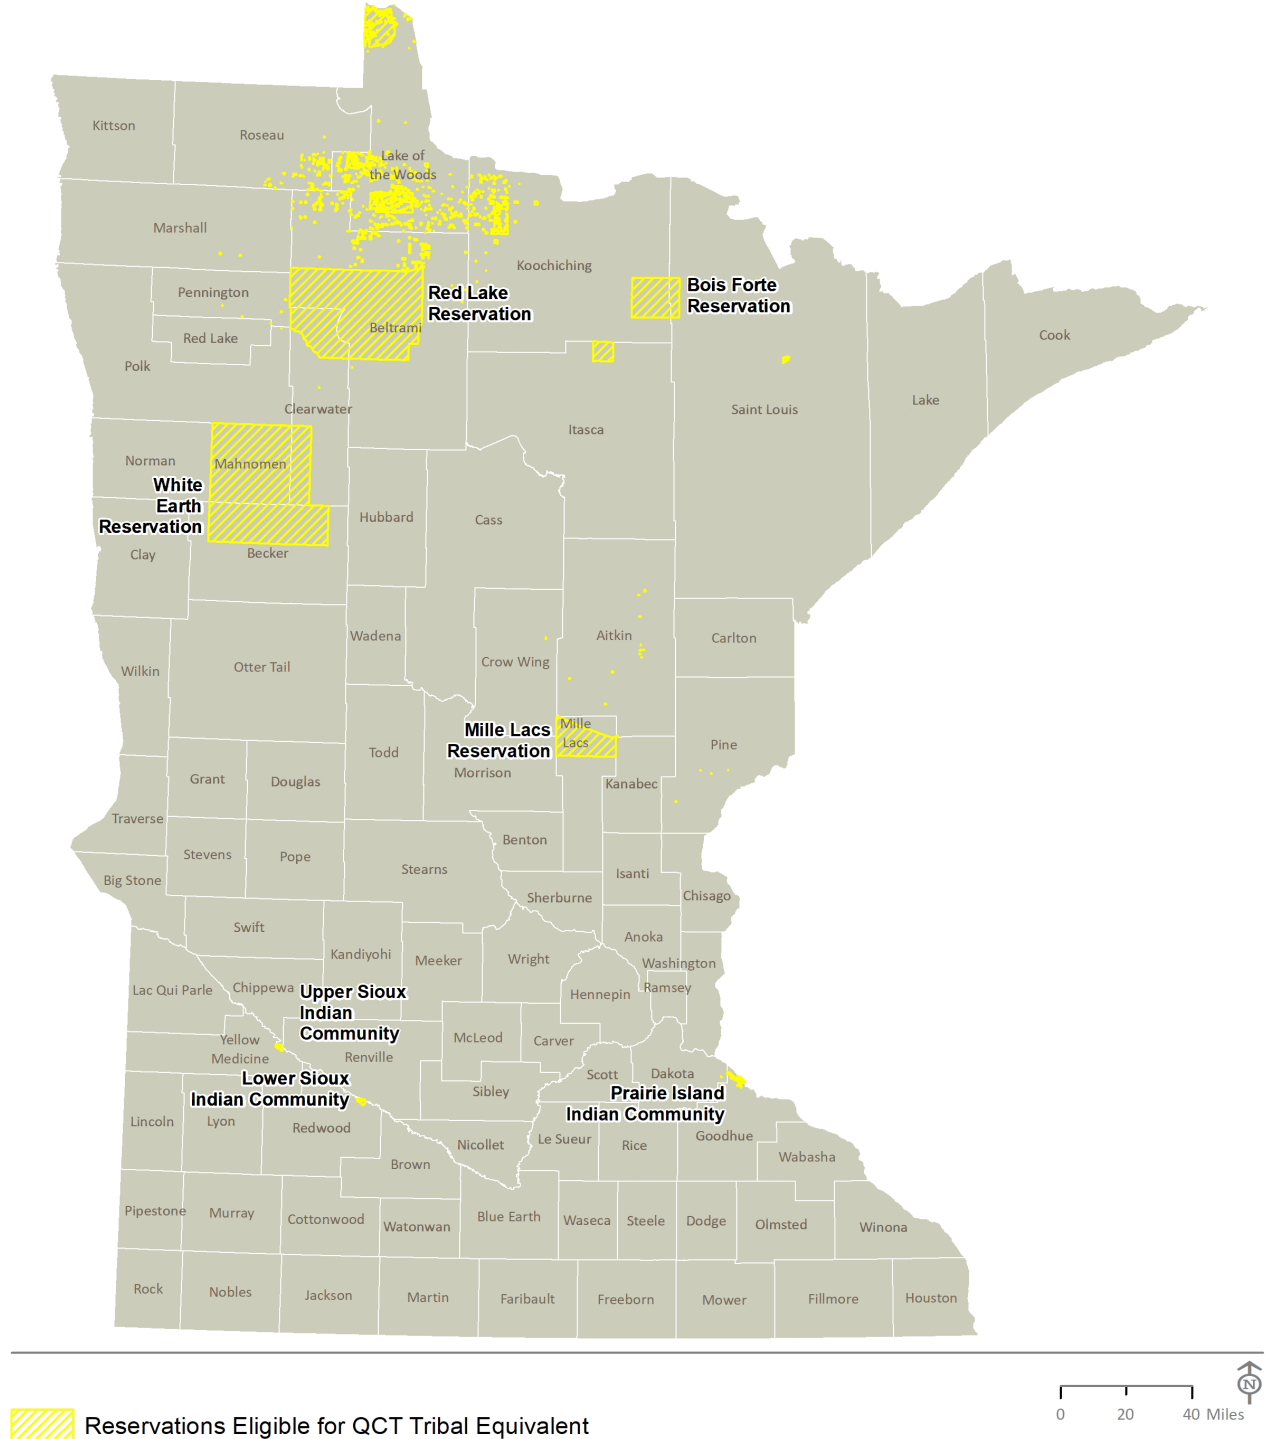 Kittson
Roseau
Lake of
the Woods
Marshall
Koochiching
Pennington
Red Lake
Reservation
Bois Forte
Reservation
Beltrami
Red Lake
Cook
Polk
Clearwater
Saint Louis
Lake
Itasca
Norman
Mahnomen
White
Earth
Reservation
Hubbard
Cass
Clay
Becker
Wadena
Aitkin
Carlton
Crow Wing
Otter Tail
Wilkin
Mille Lacs
Reservation
Mille
Lacs
Pine
Todd
Morrison
Grant
Douglas
Kanabec
Traverse
Benton
Stevens
Pope
Stearns
Isanti
Big Stone
Sherburne
Chisago
Swift
Anoka
Kandiyohi
Meeker
Wright
Washington
Lac Qui Parle
Chippewa
Hennepin
Ramsey
Upper Sioux
Indian
Community
Yellow
Medicine
Renville
McLeod
Carver
Scott
Dakota
Lower Sioux
Indian Community
Sibley
Prairie Island
Indian Community
Lincoln
Lyon
Redwood
Nicollet
Le Sueur
Rice
Goodhue
Wabasha
Brown
Pipestone
Murray
Cottonwood
Watonwan
Blue Earth
Waseca
Steele
Dodge
Olmsted
Winona
Rock
Nobles
Jackson
Martin
Faribault
Freeborn
Mower
Fillmore
Houston
N
0 20 40 Miles
Reservations Eligible for QCT Tribal Equivalent